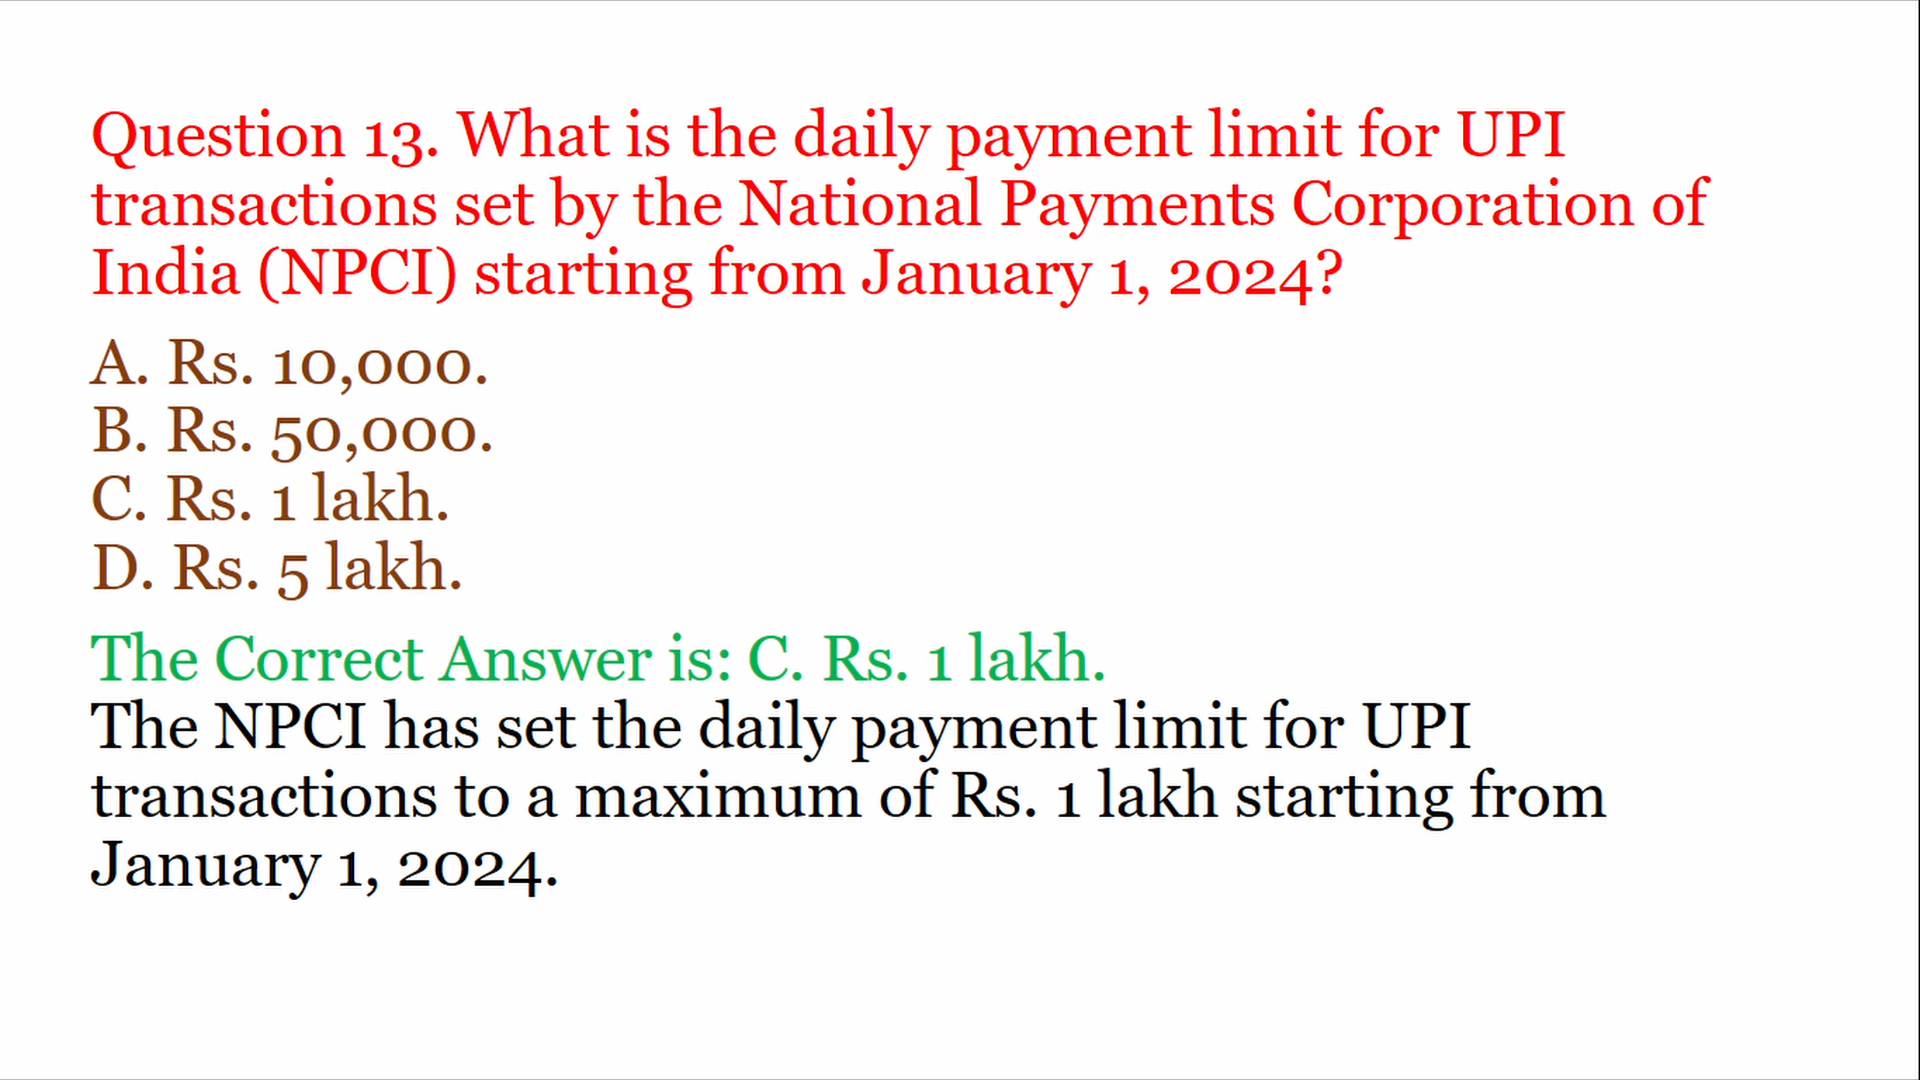 Question 13. What is the daily payment limit for UPI
transactions set by the National Payments Corporation of
India (NPCI) starting from January 1, 2024?
A. Rs. 10,000.
B. Rs. 50,000.
C. Rs. 1 lakh.
D. Rs. 5 lakh.
The Correct Answer is: C. Rs. 1 lakh.
The NPCI has set the daily payment limit for UPI
transactions to a maximum of Rs. 1 lakh starting from
January 1, 2024.